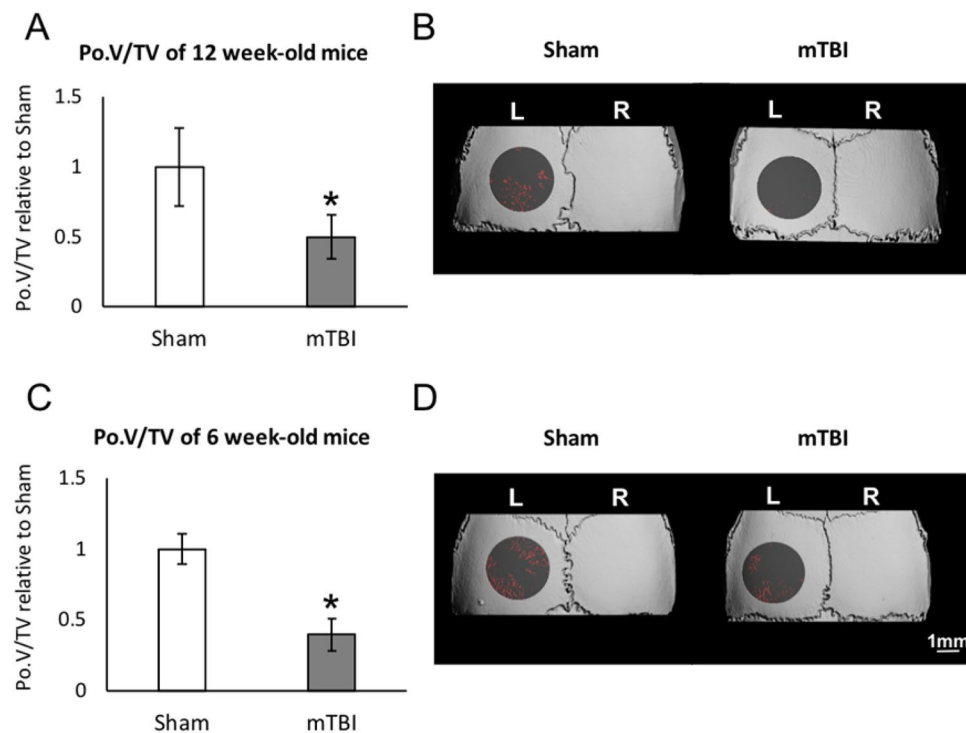 A
Po.V/TV of 12 week-old mice
Po.V/TV relative to Sham
1.5
1
0.5
0
*
Sham
mTBI
B
Sham
mTBI
L
R
L
R
C
Po.V/TV of 6 week-old mice
Po.V/TV relative to Sham
1.5
1
0.5
0
*
Sham
mTBI
D
Sham
mTBI
L
R
L
R
1mm